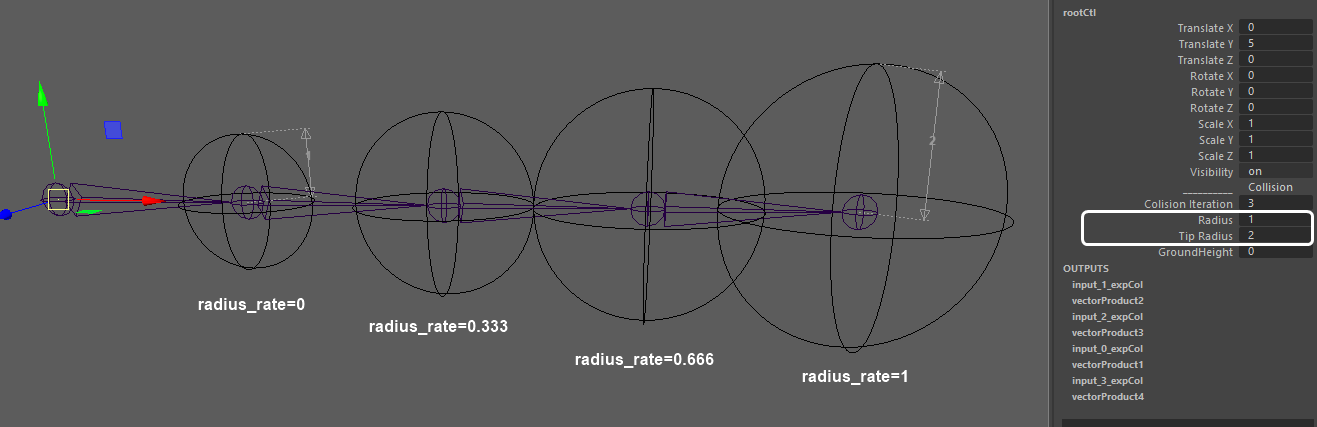 rootCtl
Translate X 0
Translate Y 5
Translate Z 0
Rotate X 0
Rotate Y 0
Rotate Z 0
Scale X 1
Scale Y 1
Scale Z 1
Visibility on
__________ Collision
Colision Iteration 3
Radius 1
Tip Radius 2
GroundHeight 0
OUTPUTS
input_1_expCol
vectorProduct2
input_2_expCol
vectorProduct3
input_0_expCol
vectorProduct1
input_3_expCol
vectorProduct4
1
2
radius_rate=0
radius_rate=0.333
radius_rate=0.666
radius_rate=1